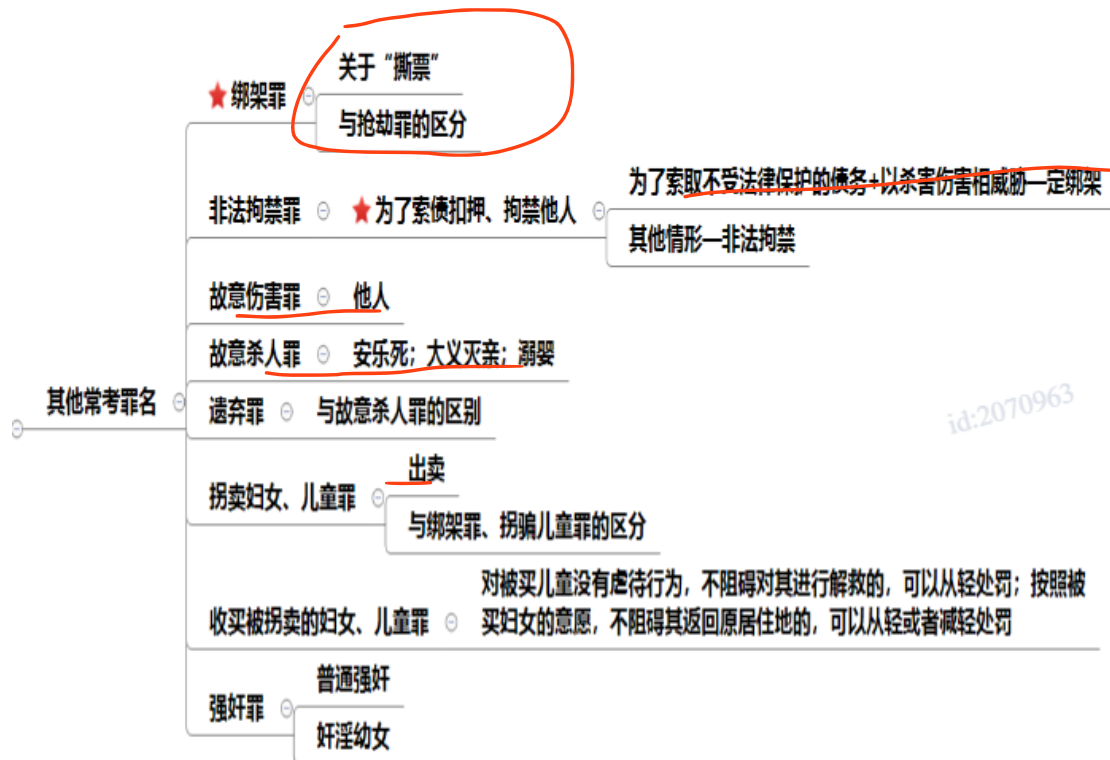 关于“撕票”
绑架罪
与抢劫罪的区分
为了索取不受法律保护的债务+以杀害伤害相威胁—定绑架
非法拘禁罪
为了索债扣押、拘禁他人
其他情形—非法拘禁
故意伤害罪
他人
故意杀人罪
安乐死；大义灭亲；溺婴
其他常考罪名
遗弃罪
与故意杀人罪的区别
id:2070963
出卖
拐卖妇女、儿童罪
与绑架罪、拐骗儿童罪的区分
对被买儿童没有虐待行为，不阻碍对其进行解救的，可以从轻处罚；按照被
收买被拐卖的妇女、儿童罪
买妇女的意愿，不阻碍其返回原居住地的，可以从轻或者减轻处罚
普通强奸
强奸罪
奸淫幼女